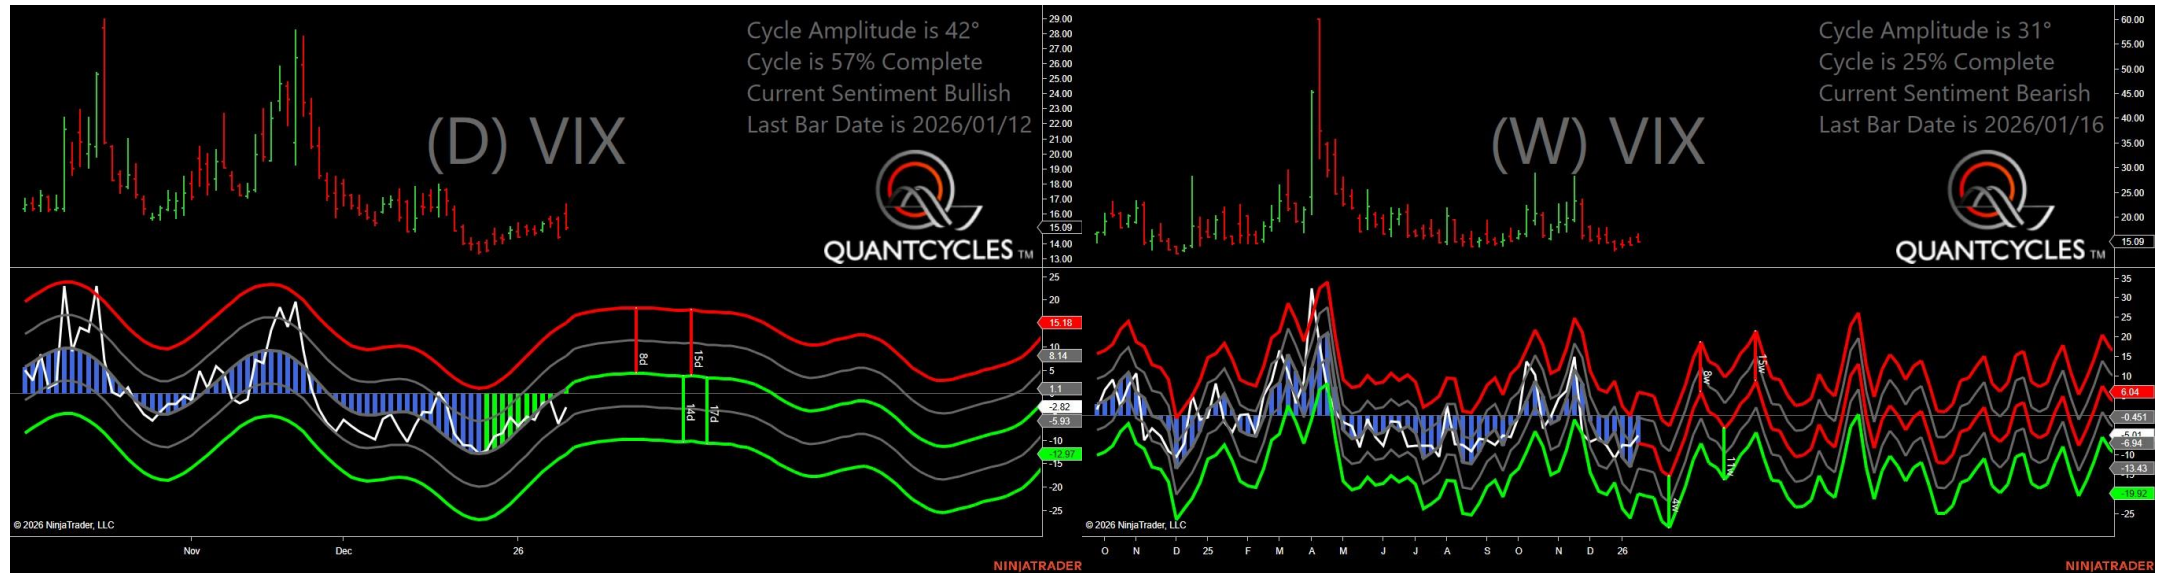 Cycle Amplitude is 42°
Cycle is 57% Complete
Current Sentiment Bullish
Last Bar Date is 2026/01/12
(D) VIX
QUANTCYCLES TM
29.00
28.00
27.00
26.00
25.00
24.00
23.00
22.00
21.00
20.00
19.00
18.00
17.00
16.00
15.09
14.00
13.00
25
20
15.18
10
8.14
5
1.1
-2.82
-5.93
-10
-12.97
-15
-20
-25
8d
15d
14d
17d
© 2026 NinjaTrader, LLC
Nov
Dec
26
NINJATRADER
Cycle Amplitude is 31°
Cycle is 25% Complete
Current Sentiment Bearish
Last Bar Date is 2026/01/16
(W) VIX
QUANTCYCLES TM
60.00
55.00
50.00
45.00
40.00
35.00
30.00
25.00
20.00
15.09
35
30
25
20
15
10
6.04
-0.451
-6.94
-10
-13.43
-19.92
-25
8w
15w
11w
4w
© 2026 NinjaTrader, LLC
O N D 25 F M A M J J A S O N D 26
NINJATRADER